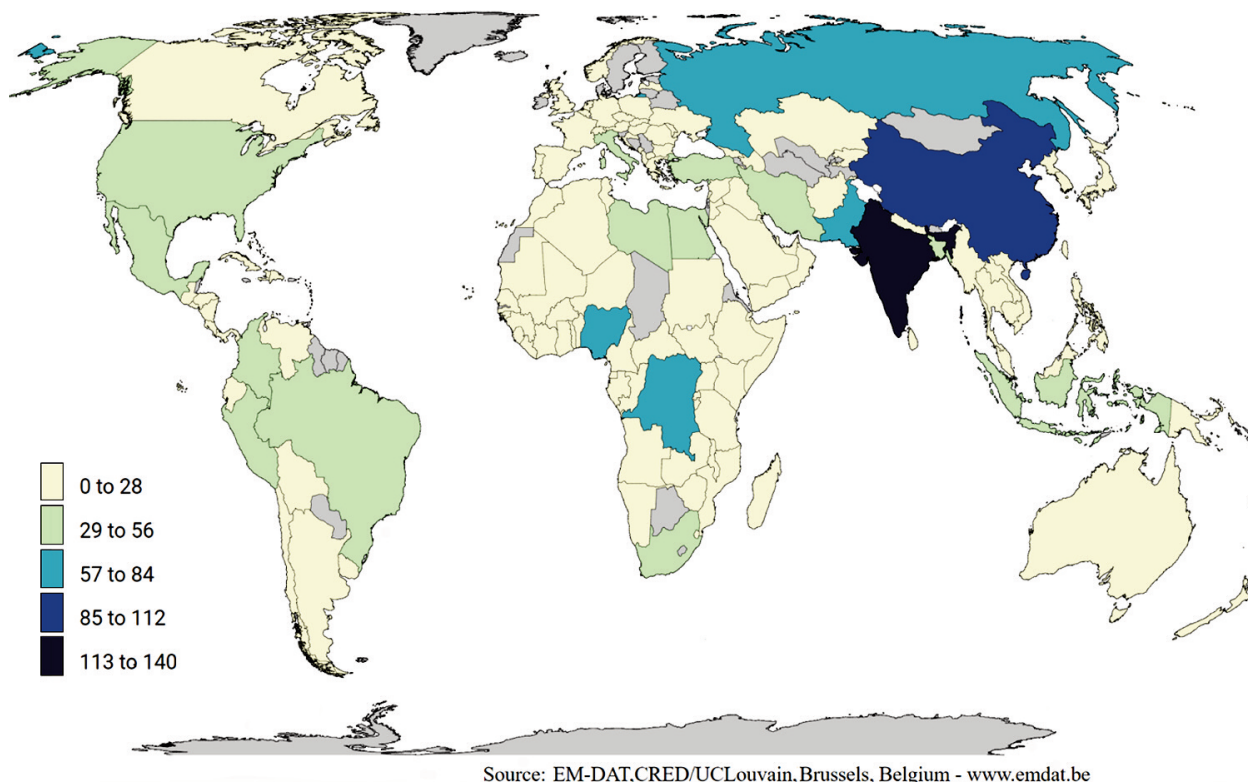 0 to 28
29 to 56
57 to 84
85 to 112
113 to 140
Source: EM-DAT,CRED/UCLouvain,Brussels, Belgium - www.emdat.be